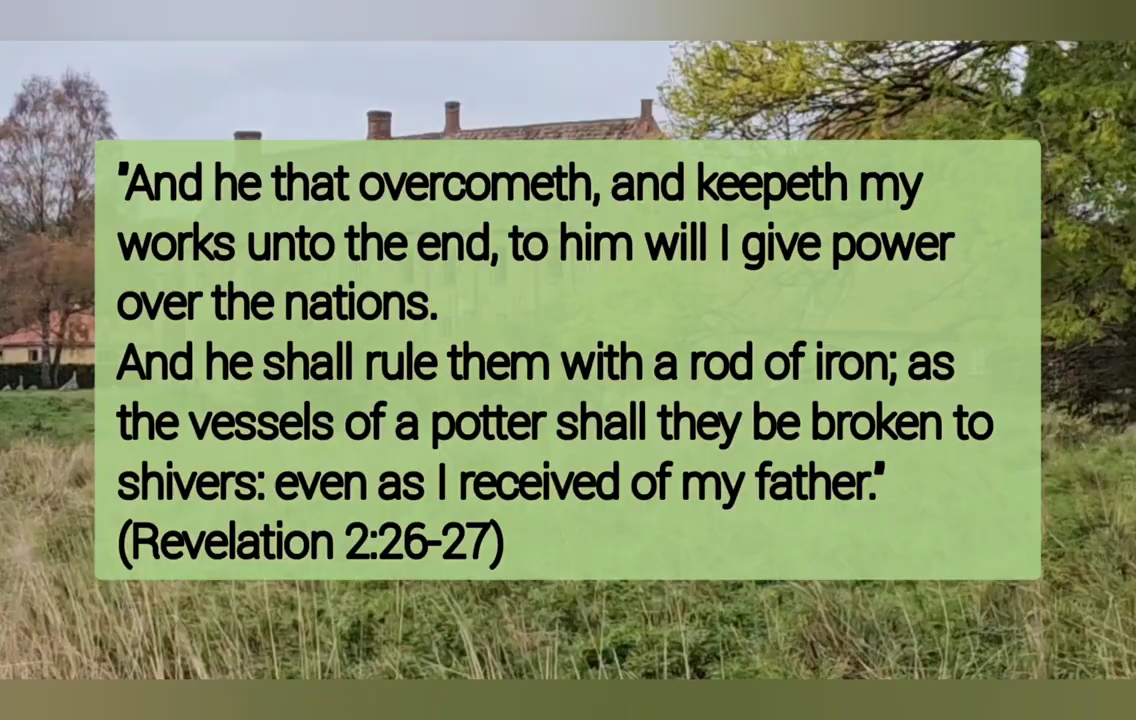 "And he that overcometh, and keepeth my
works unto the end, to him will I give power
over the nations.
And he shall rule them with a rod of iron; as
the vessels of a potter shall they be broken to
shivers: even as I received of my father."
(Revelation 2:26-27)